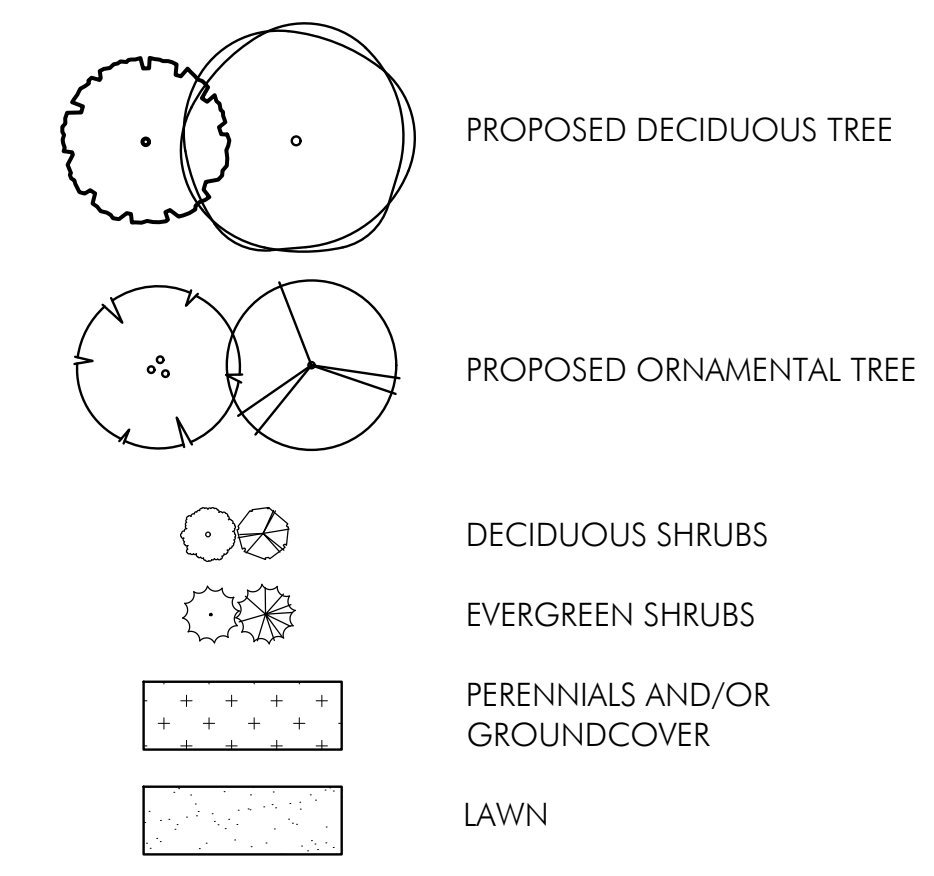 PROPOSED DECIDUOUS TREE
PROPOSED ORNAMENTAL TREE
DECIDUOUS SHRUBS
EVERGREEN SHRUBS
PERENNIALS AND/OR
GROUNDCOVER
LAWN